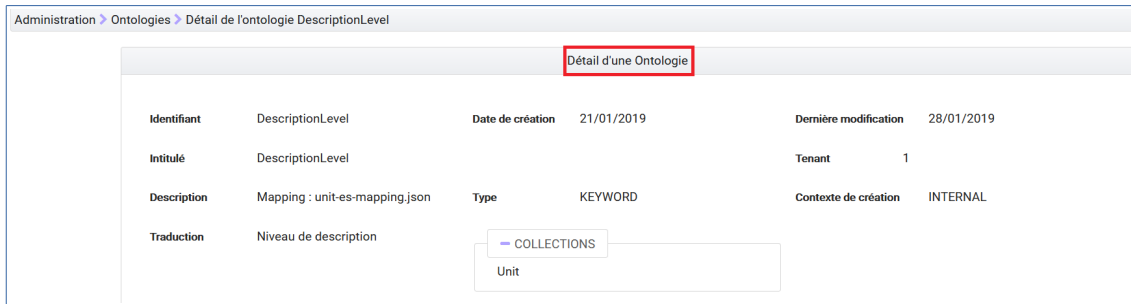 Administration > Ontologies > Détail de l'ontologie DescriptionLevel
Détail d'une Ontologie
Identifiant DescriptionLevel Date de création 21/01/2019 Dernière modification 28/01/2019
Intitulé DescriptionLevel Tenant 1
Description Mapping : unit-es-mapping.json Type KEYWORD Contexte de création INTERNAL
Traduction Niveau de description
COLLECTIONS
Unit